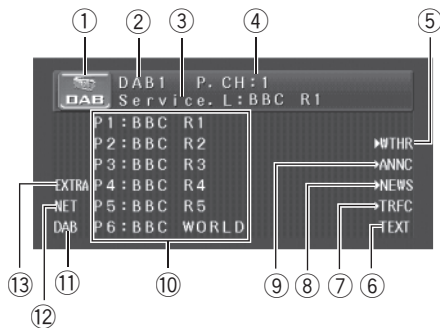 ① ② ③ ④ ⑤
DAB1 P.CH:1
DAB Service.L:BBC R1
P1:BBC R1
P2:BBC R2 WTHR
P3:BBC R3 ANNC
EXTRA P4:BBC R4 NEWS
NET P5:BBC R5 TRFC
DAB P6:BBC WORLD TEXT
⑬ ⑫ ⑪ ⑩ ⑨ ⑧ ⑦ ⑥